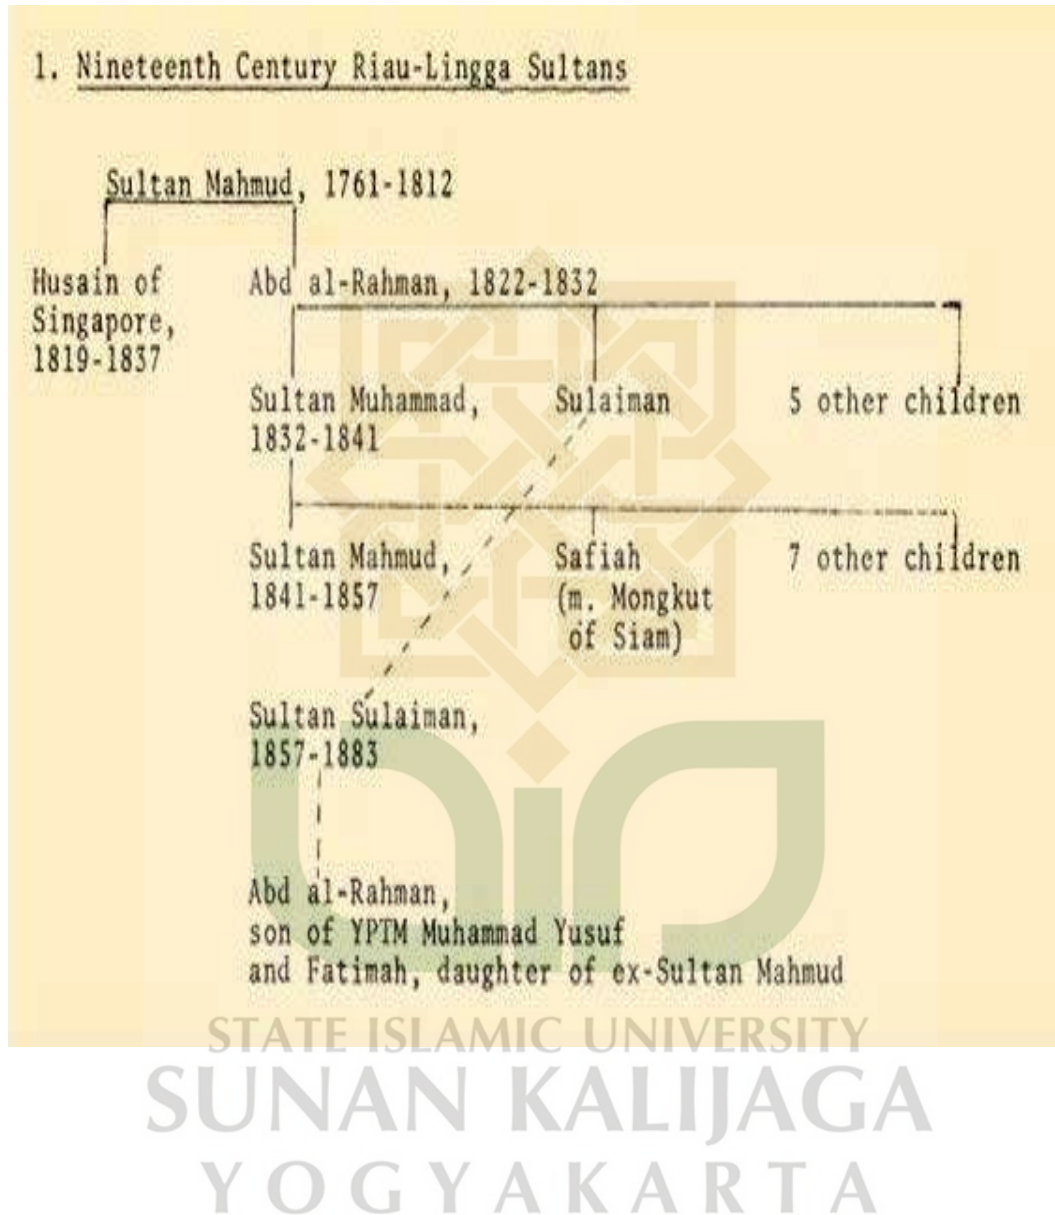 1. Nineteenth Century Riau-Lingga Sultans
Sultan Mahmud, 1761-1812
Husain of
Singapore,
1819-1837
Abd al-Rahman, 1822-1832
Sultan Muhammad,
1832-1841
Sulaiman
5 other children
Sultan Mahmud,
1841-1857
Safiah
(m. Mongkut
of Siam)
7 other children
Sultan Sulaiman,
1857-1883
Abd al-Rahman,
son of YPTM Muhammad Yusuf
and Fatimah, daughter of ex-Sultan Mahmud
STATE ISLAMIC UNIVERSITY
SUNAN KALIJAGA
YOGYAKARTA